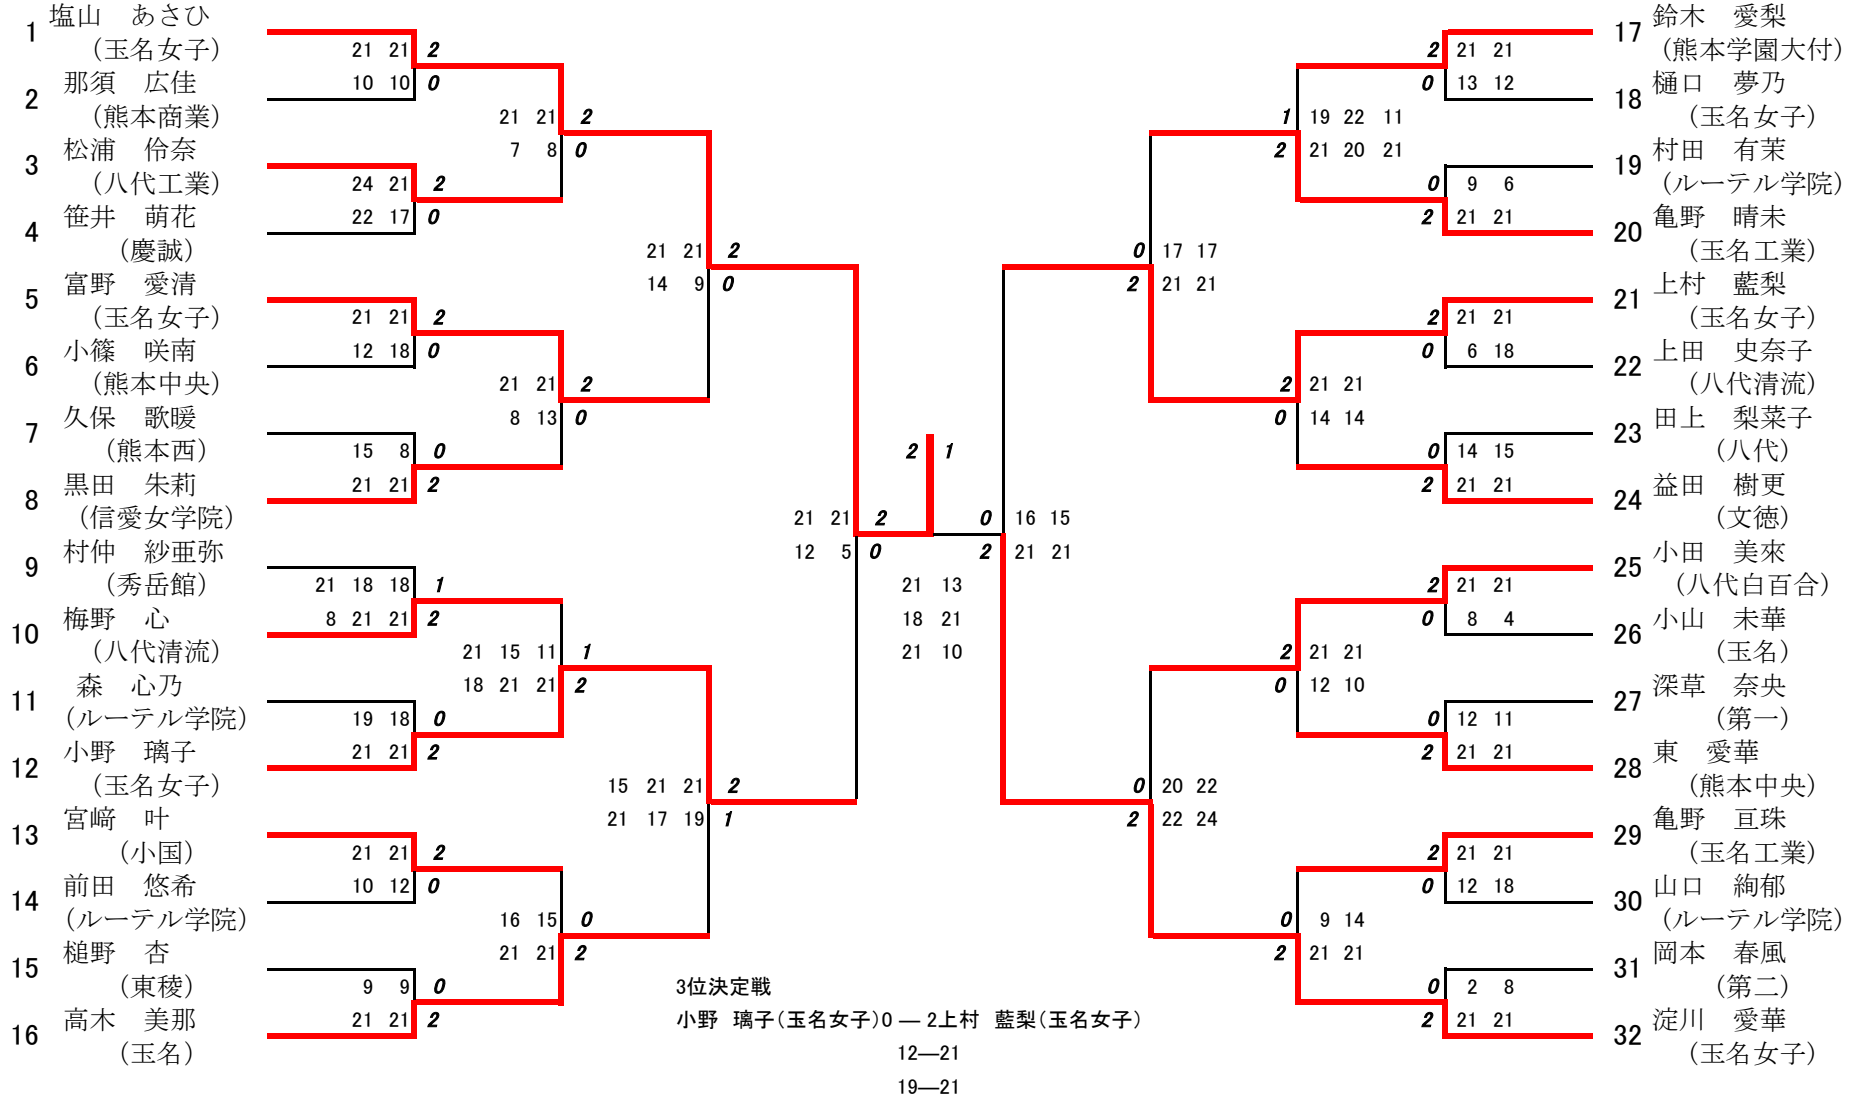 1 塩山 あさひ
(玉名女子)
2 那須 広佳
(熊本商業)
3 松浦 伶奈
(八代工業)
4 笹井 萌花
(慶誠)
5 富野 愛清
(玉名女子)
6 小篠 咲南
(熊本中央)
7 久保 歌暖
(熊本西)
8 黒田 朱莉
(信愛女学院)
9 村仲 紗亜弥
(秀岳館)
10 梅野 心
(八代清流)
11 森 心乃
(ルーテル学院)
12 小野 璃子
(玉名女子)
13 宮﨑 叶
(小国)
14 前田 悠希
(ルーテル学院)
15 槌野 杏
(東稜)
16 高木 美那
(玉名)
21 21 2
10 10 0
24 21 2
22 17 0
21 21 2
12 18 0
15 8 0
21 21 2
21 18 18 1
8 21 21 2
19 18 0
21 21 2
21 21 2
10 12 0
9 9 0
21 21 2
21 21 2
7 8 0
21 21 2
8 13 0
21 15 11 1
18 21 21 2
16 15 0
21 21 2
21 21 2
14 9 0
15 21 21 2
21 17 19 1
21 21 2
12 5 0
2 1
21 13
18 21
21 10
0 16 15
2 21 21
0 17 17
2 21 21
0 20 22
2 22 24
1 19 22 11
2 21 20 21
2 21 21
0 14 14
2 21 21
0 12 10
0 9 14
2 21 21
2 21 21
0 13 12
0 9 6
2 21 21
2 21 21
0 6 18
0 14 15
2 21 21
2 21 21
0 8 4
0 12 11
2 21 21
2 21 21
0 12 18
0 2 8
2 21 21
17 鈴木 愛梨
(熊本学園大付)
18 樋口 夢乃
(玉名女子)
19 村田 有茉
(ルーテル学院)
20 亀野 晴未
(玉名工業)
21 上村 藍梨
(玉名女子)
22 上田 史奈子
(八代清流)
23 田上 梨菜子
(八代)
24 益田 樹更
(文徳)
25 小田 美來
(八代白百合)
26 小山 未華
(玉名)
27 深草 奈央
(第一)
28 東 愛華
(熊本中央)
29 亀野 亘珠
(玉名工業)
30 山口 絢郁
(ルーテル学院)
31 岡本 春風
(第二)
32 淀川 愛華
(玉名女子)
3位決定戦
小野 璃子(玉名女子)0 ― 2上村 藍梨(玉名女子)
12―21
19―21